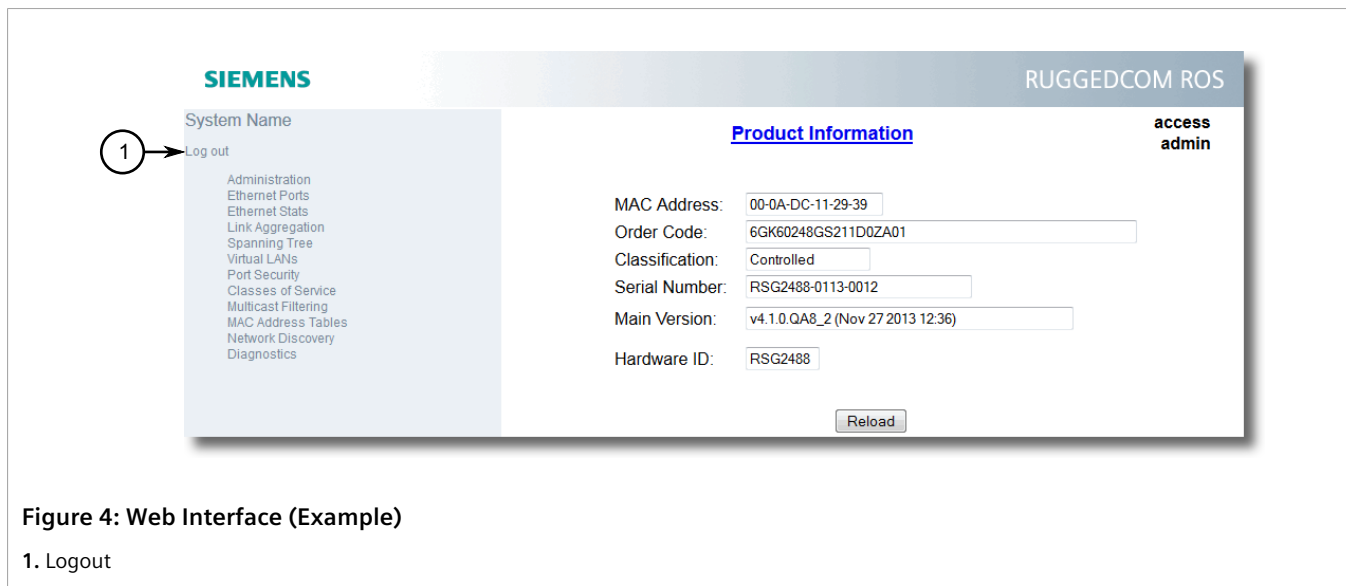 SIEMENS
RUGGEDCOM ROS
System Name
1
Log out
Administration
Ethernet Ports
Ethernet Stats
Link Aggregation
Spanning Tree
Virtual LANs
Port Security
Classes of Service
Multicast Filtering
MAC Address Tables
Network Discovery
Diagnostics
Product Information
access
admin
MAC Address: 00-0A-DC-11-29-39
Order Code: 6GK60248GS211D0ZA01
Classification: Controlled
Serial Number: RSG2488-0113-0012
Main Version: v4.1.0.QA8_2 (Nov 27 2013 12:36)
Hardware ID: RSG2488
Reload
Figure 4: Web Interface (Example)
1. Logout